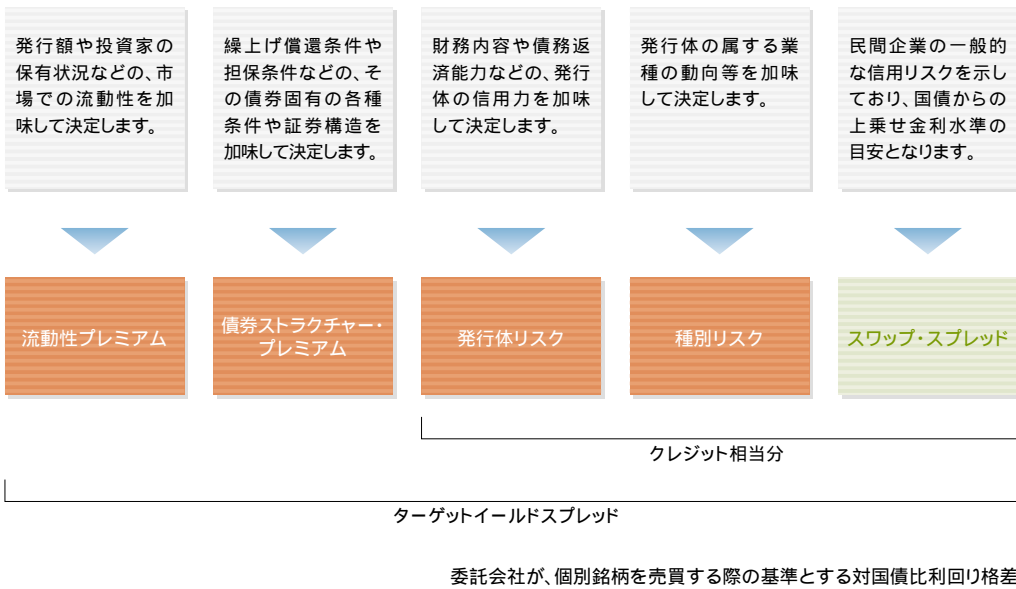 発行額や投資家の
保有状況などの、市
場での流動性を加
味して決定します。
繰上げ償還条件や
担保条件などの、そ
の債券固有の各種
条件や証券構造を
加味して決定します。
財務内容や債務返
済能力などの、発行
体の信用力を加味
して決定します。
発行体の属する業
種の動向等を加味
して決定します。
民間企業の一般的
な信用リスクを示し
ており、国債からの
上乗せ金利水準の
目安となります。
流動性プレミアム
債券ストラクチャー・
プレミアム
発行体リスク
種別リスク
スワップ・スプレッド
クレジット相当分
ターゲットイールドスプレッド
委託会社が、個別銘柄を売買する際の基準とする対国債比利回り格差